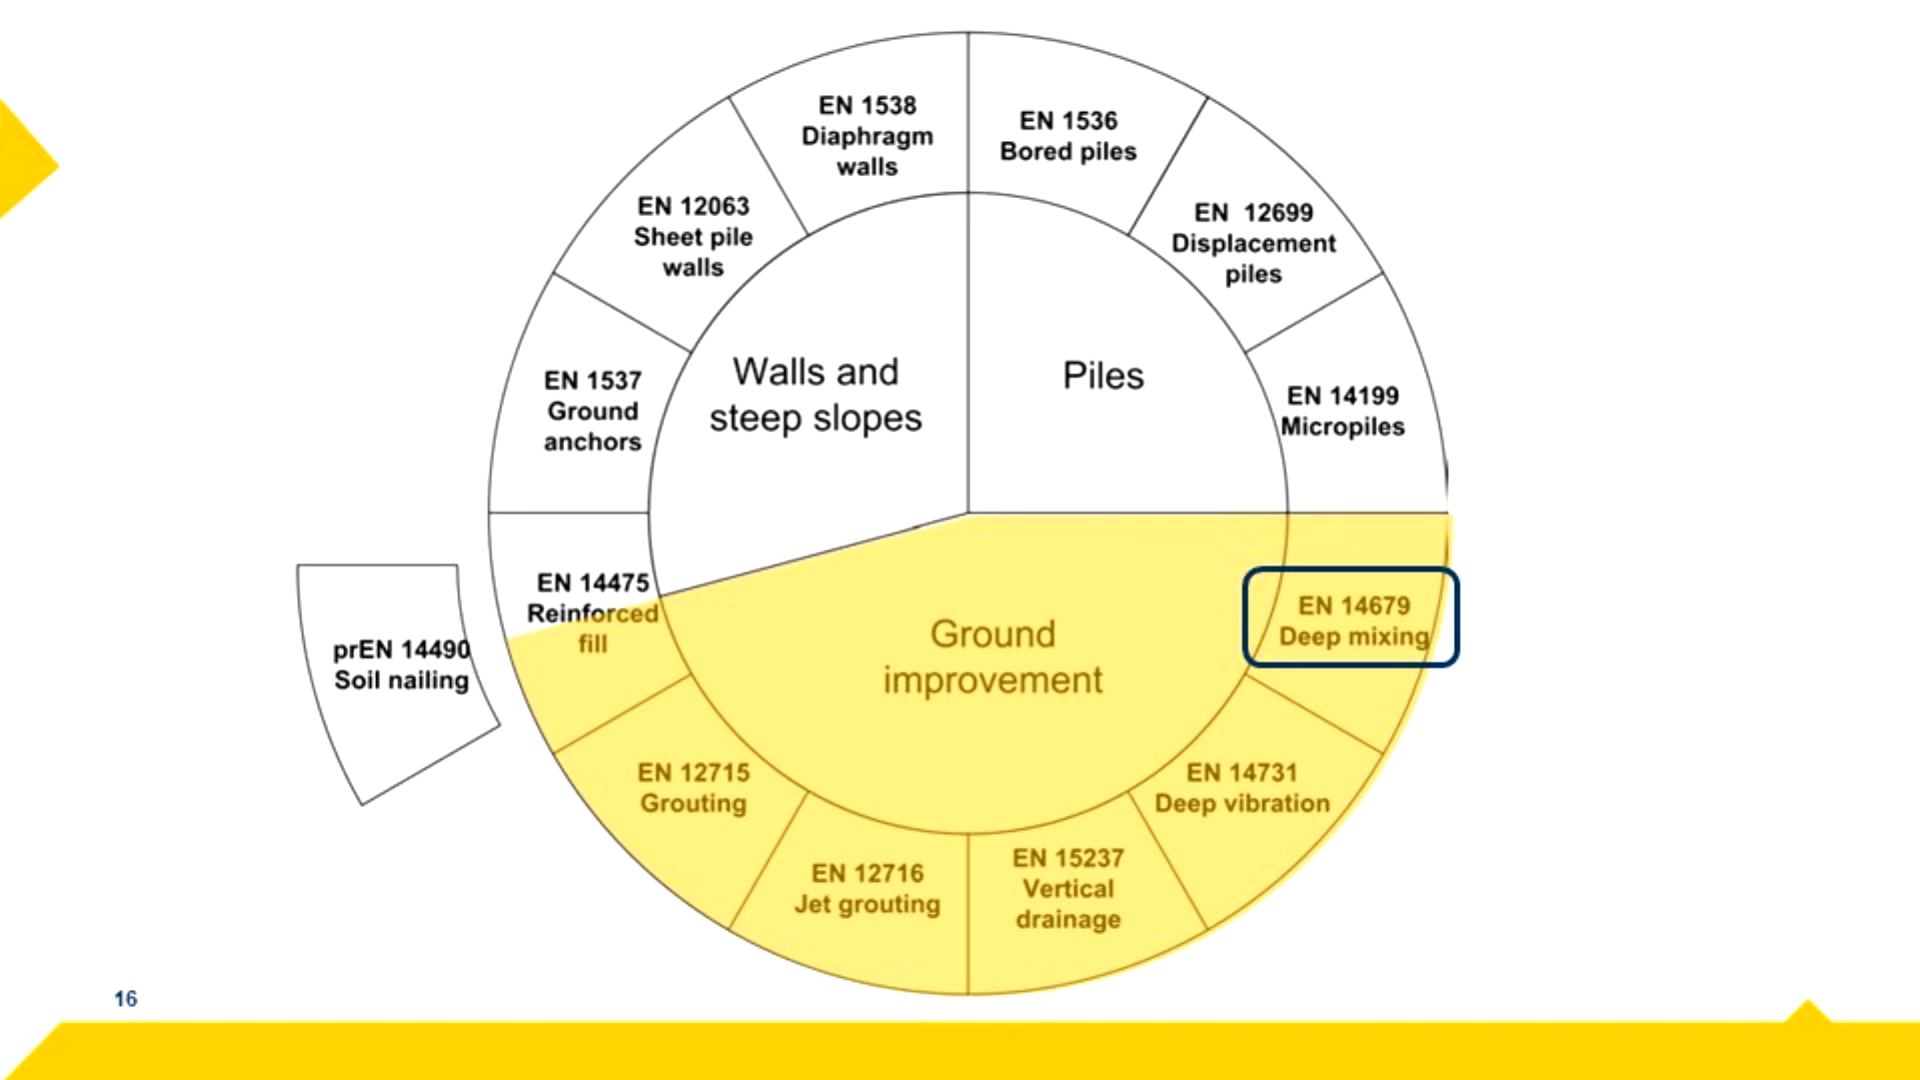 EN 1538
Diaphragm
walls
EN 1536
Bored piles
EN 12063
Sheet pile
walls
EN 12699
Displacement
piles
EN 1537
Ground
anchors
Walls and
steep slopes
Piles
EN 14199
Micropiles
EN 14475
Reinforced
fill
prEN 14490
Soil nailing
Ground
improvement
EN 14679
Deep mixing
EN 12715
Grouting
EN 14731
Deep vibration
EN 12716
Jet grouting
EN 15237
Vertical
drainage
16